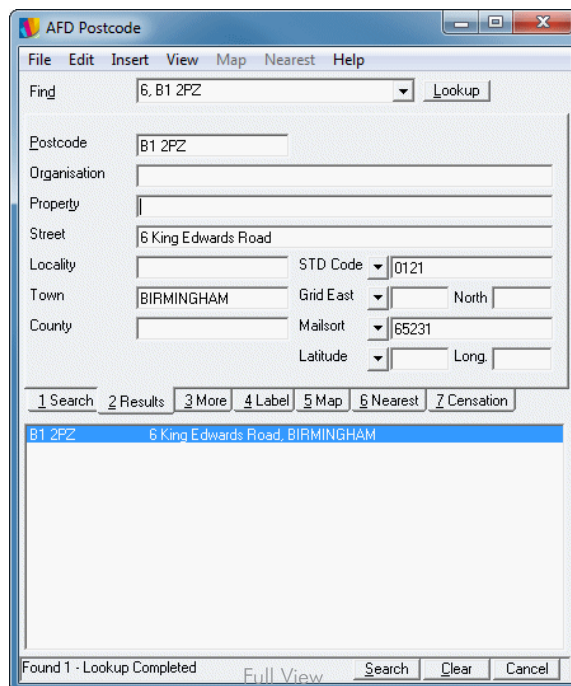 AFD Postcode
File Edit Insert View Map Nearest Help
Find 6, B1 2PZ Lookup
Postcode B1 2PZ
Organisation
Property
Street 6 King Edwards Road
Locality STD Code 0121
Town BIRMINGHAM Grid East North
County Mailsort 65231
Latitude Long.
1 Search 2 Results 3 More 4 Label 5 Map 6 Nearest 7 Censation
B1 2PZ 6 King Edwards Road, BIRMINGHAM
Found 1 - Lookup Completed Full View Search Clear Cancel